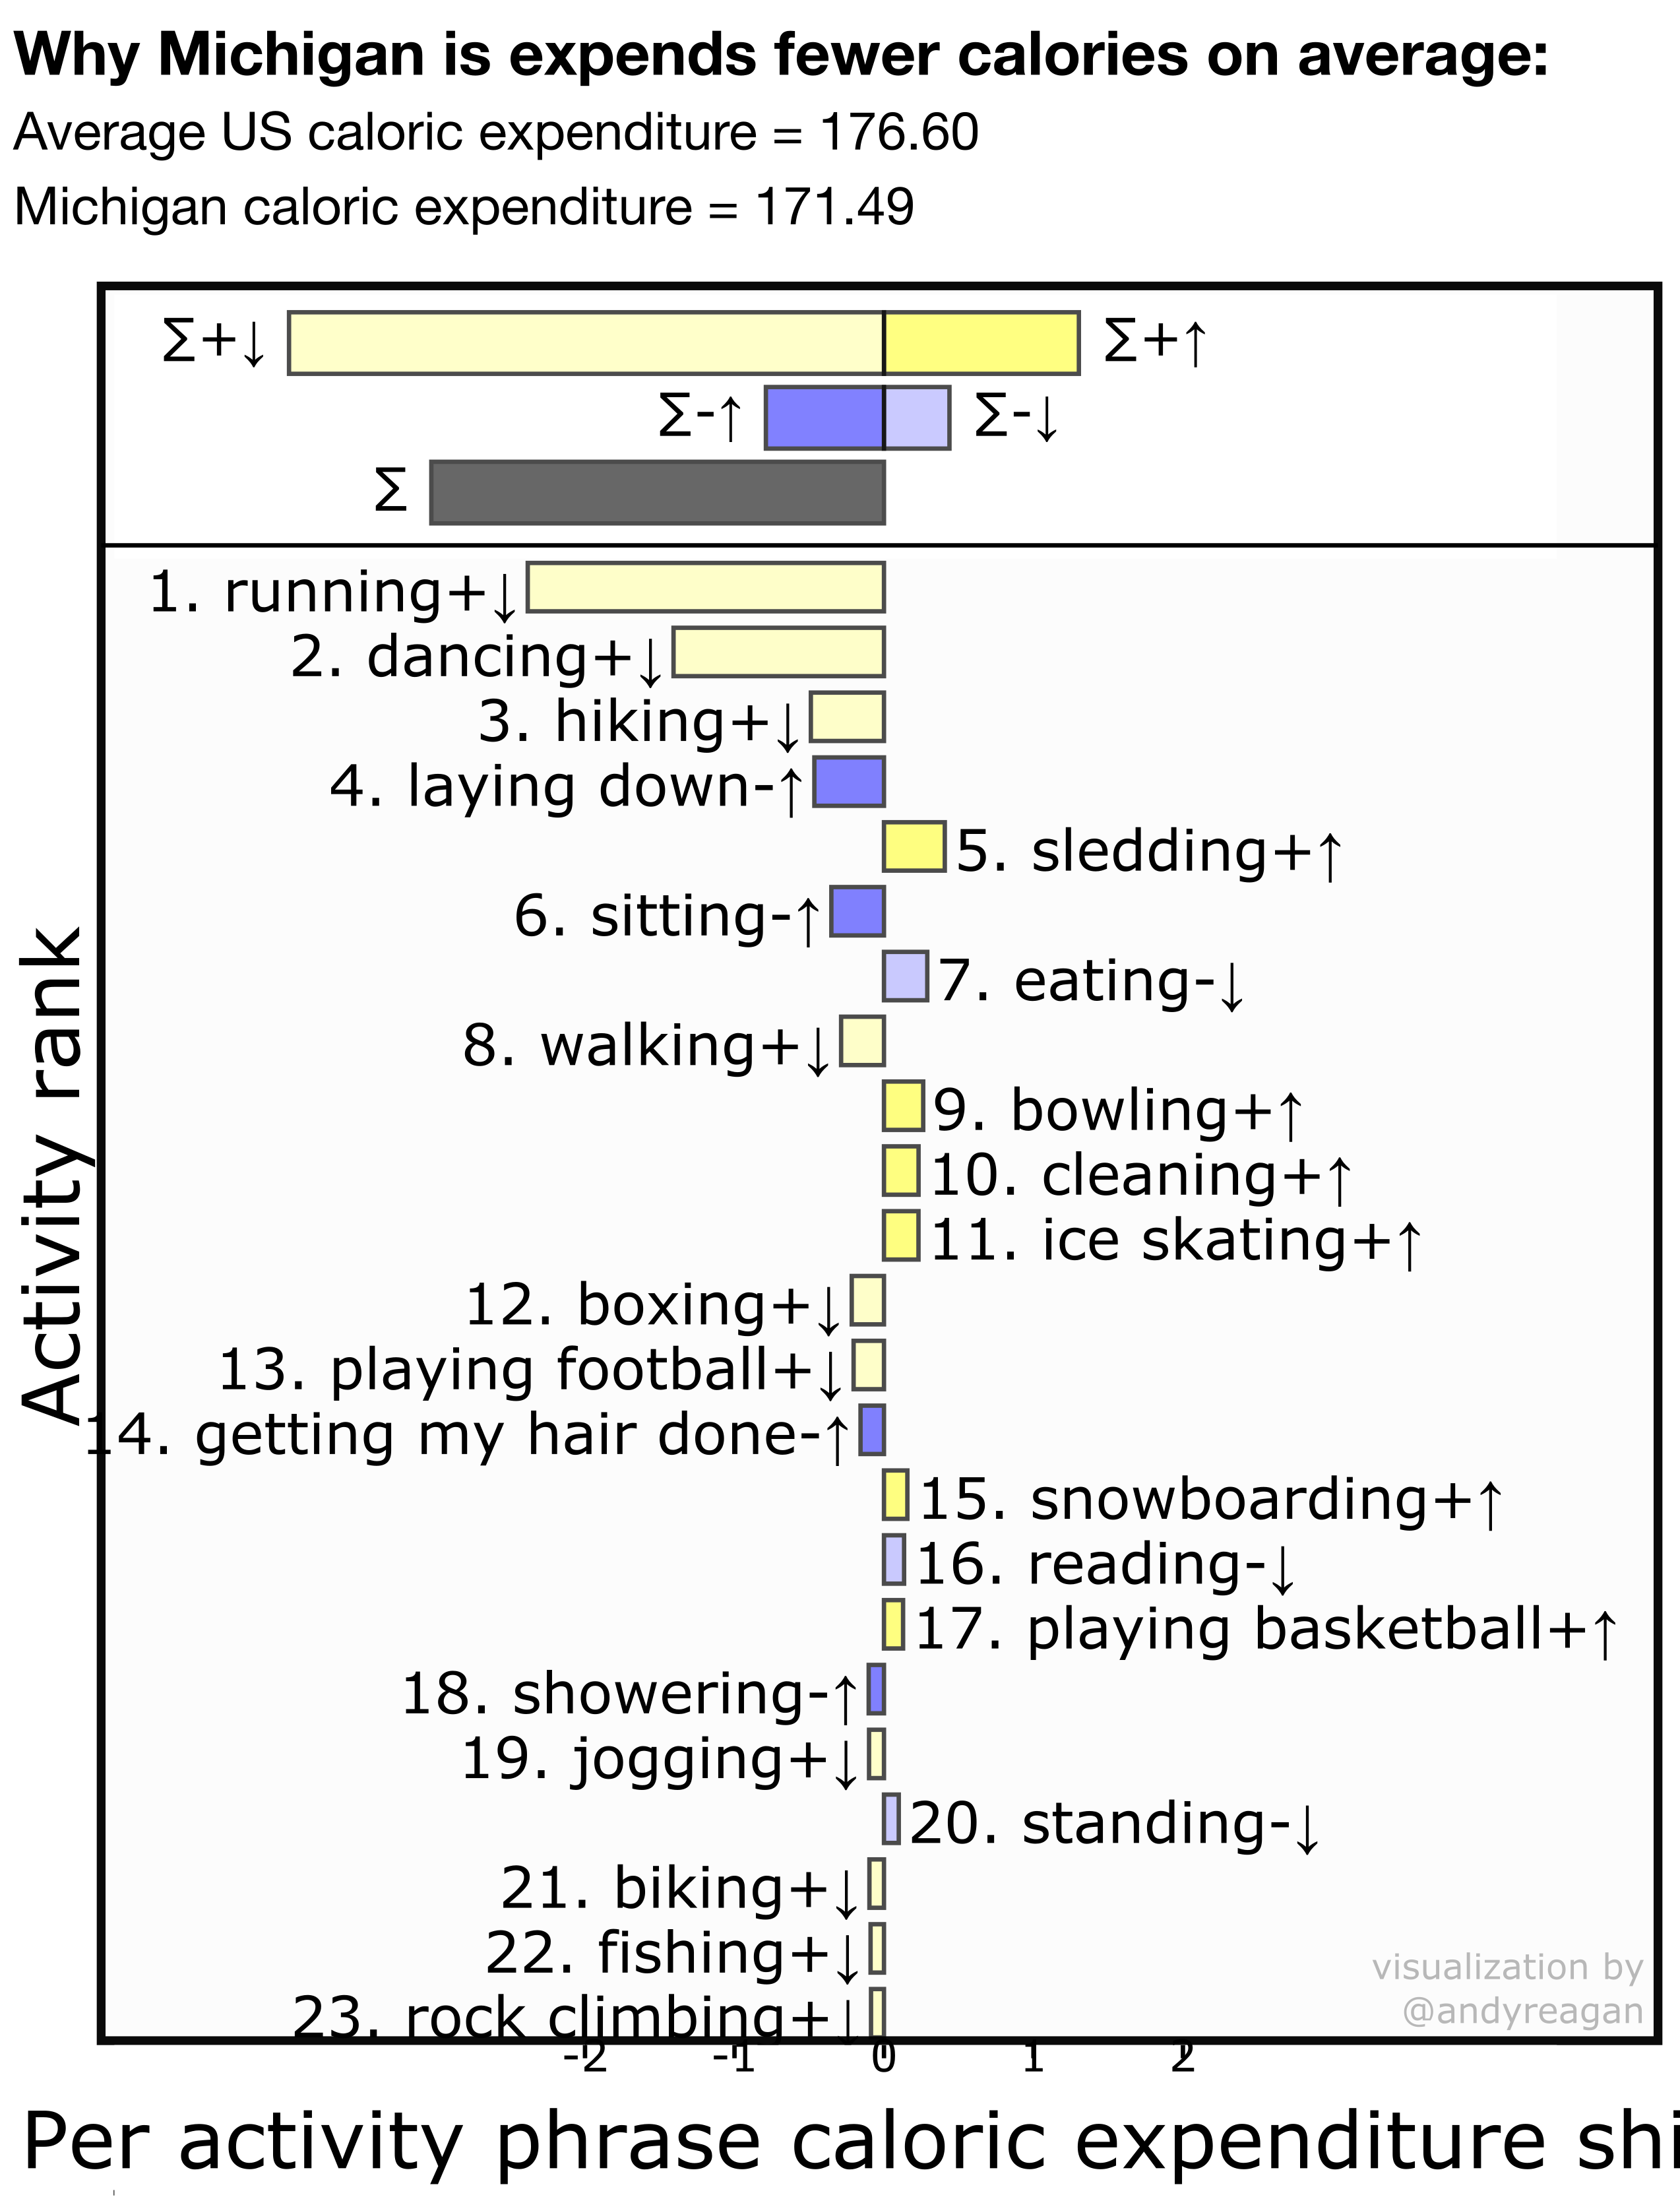 Why Michigan is expends fewer calories on average:
Average US caloric expenditure = 176.60
Michigan caloric expenditure = 171.49
∑+↓
∑+↑
∑-↑
∑-↓
∑
1. running+↓
2. dancing+↓
3. hiking+↓
4. laying down-↑
5. sledding+↑
6. sitting-↑
7. eating-↓
8. walking+↓
9. bowling+↑
10. cleaning+↑
11. ice skating+↑
12. boxing+↓
13. playing football+↓
14. getting my hair done-↑
15. snowboarding+↑
16. reading-↓
17. playing basketball+↑
18. showering-↑
19. jogging+↓
20. standing-↓
21. biking+↓
22. fishing+↓
23. rock climbing+↓
Activity rank
visualization by
@andyreagan
-2 -1 0 1 2
Per activity phrase caloric expenditure shi